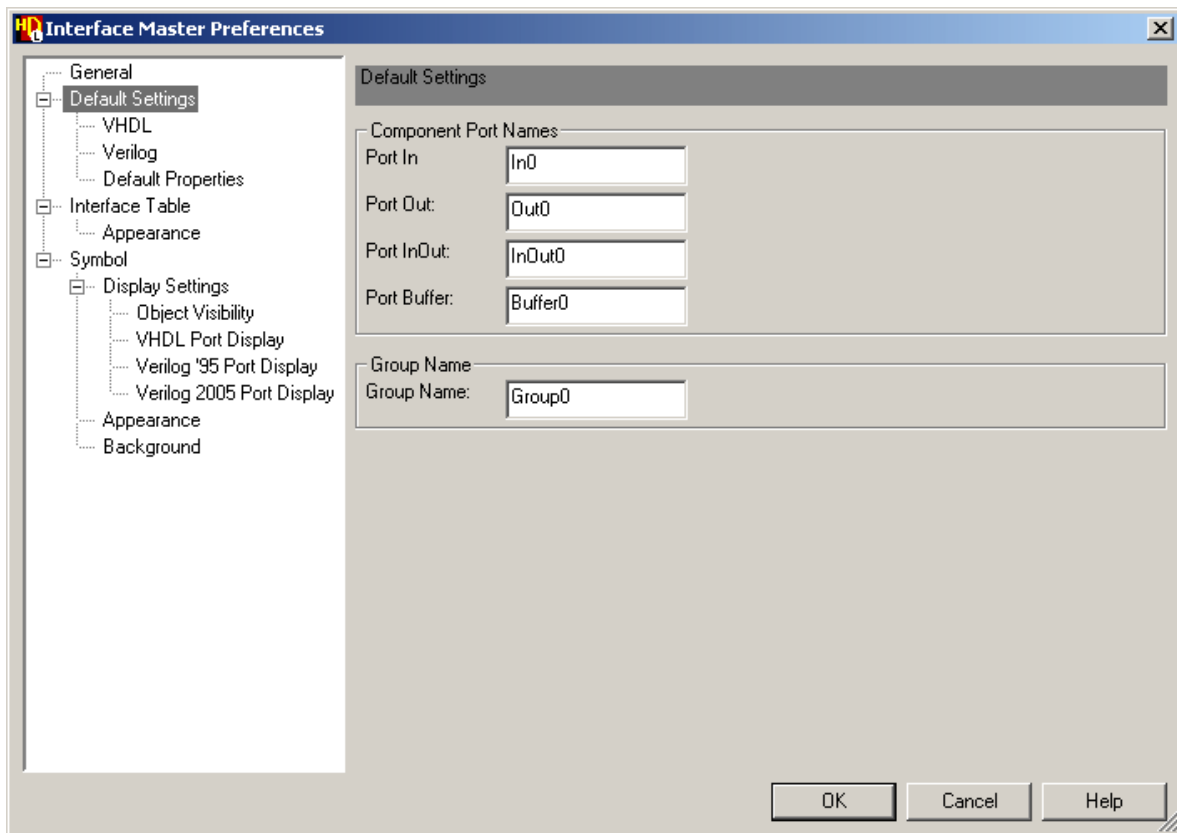 HDL Interface Master Preferences
General
Default Settings
VHDL
Verilog
Default Properties
Interface Table
Appearance
Symbol
Display Settings
Object Visibility
VHDL Port Display
Verilog '95 Port Display
Verilog 2005 Port Display
Appearance
Background
Default Settings
Component Port Names
Port In
In0
Port Out:
Out0
Port InOut:
InOut0
Port Buffer:
Buffer0
Group Name
Group Name:
Group0
OK
Cancel
Help